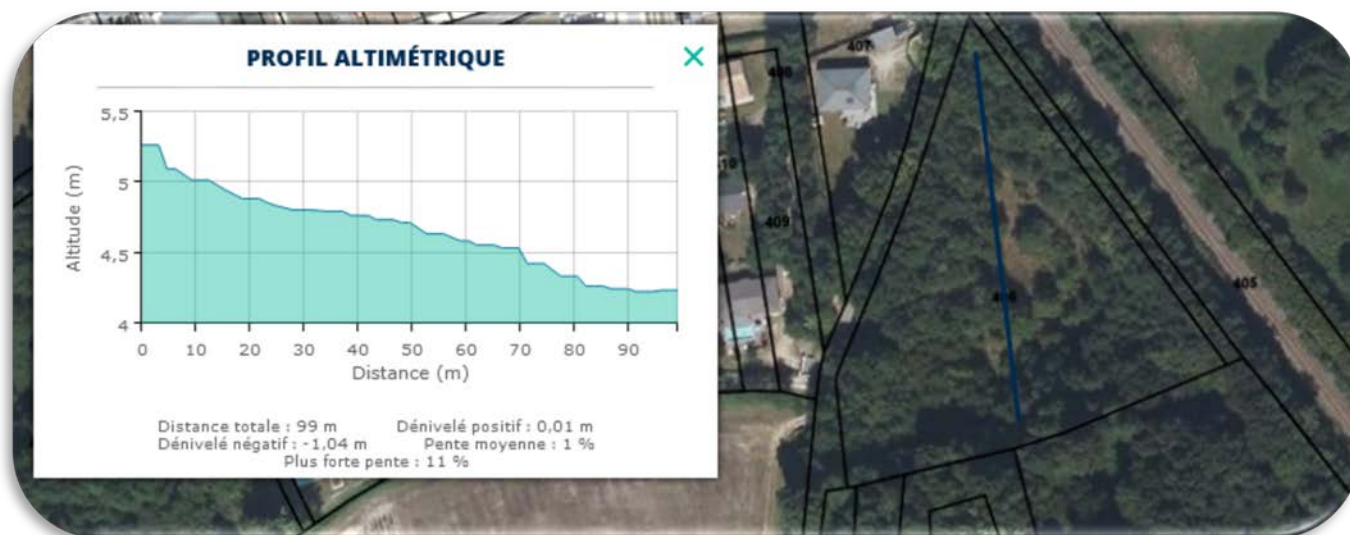 PROFIL ALTIMÉTRIQUE
5,5
5
4,5
4
Altitude (m)
0 10 20 30 40 50 60 70 80 90
Distance (m)
Distance totale : 99 m Dénivelé positif : 0,01 m
Dénivelé négatif : -1,04 m Pente moyenne : 1 %
Plus forte pente : 11 %
407
409
405